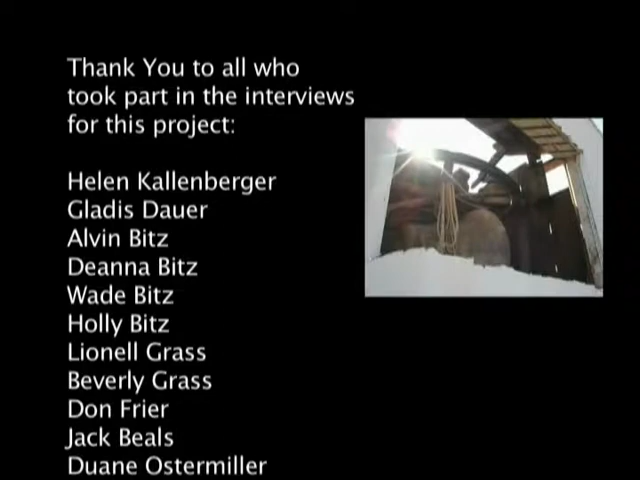 Thank You to all who
took part in the interviews
for this project:
Helen Kallenberger
Gladis Dauer
Alvin Bitz
Deanna Bitz
Wade Bitz
Holly Bitz
Lionell Grass
Beverly Grass
Don Frier
Jack Beals
Duane Ostermiller